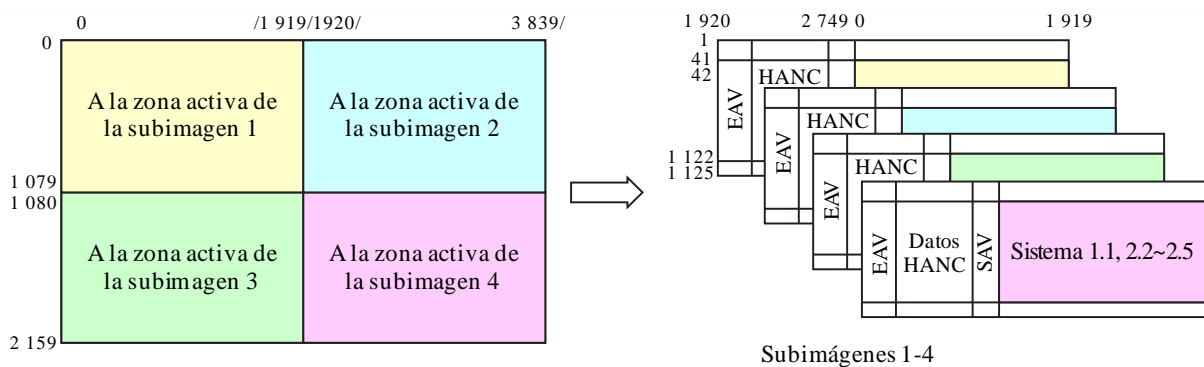 0 /1 919/1920/ 3 839/
0
A la zona activa de
la subimagen 1
A la zona activa de
la subimagen 2
1 079
1 080
A la zona activa de
la subimagen 3
A la zona activa de
la subimagen 4
2 159
1 920 2 749 0 1 919
1
41
42
1 122
1 125
EAV
HANC
EAV
HANC
EAV
HANC
EAV
Datos
HANC
SAV
Sistema 1.1, 2.2~2.5
Subimágenes 1-4